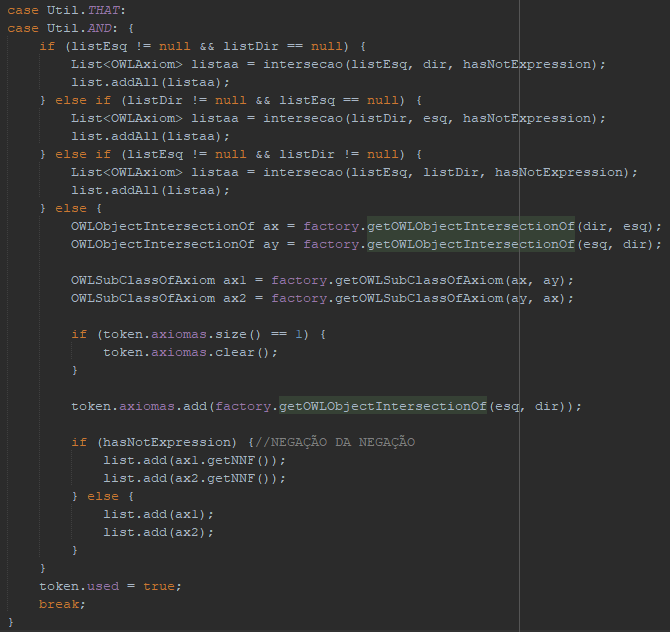 case Util.THAT:
case Util.AND: {
    if (listEsq != null && listDir == null) {
        List<OWLAxiom> listaa = intersecao(listEsq, dir, hasNotExpression);
        list.addAll(listaa);
    } else if (listDir != null && listEsq == null) {
        List<OWLAxiom> listaa = intersecao(listDir, esq, hasNotExpression);
        list.addAll(listaa);
    } else if (listEsq != null && listDir != null) {
        List<OWLAxiom> listaa = intersecao(listEsq, listDir, hasNotExpression);
        list.addAll(listaa);
    } else {
        OWLObjectIntersectionOf ax = factory.getOWLObjectIntersectionOf(dir, esq);
        OWLObjectIntersectionOf ay = factory.getOWLObjectIntersectionOf(esq, dir);

        OWLSubClassOfAxiom ax1 = factory.getOWLSubClassOfAxiom(ax, ay);
        OWLSubClassOfAxiom ax2 = factory.getOWLSubClassOfAxiom(ay, ax);

        if (token.axiomas.size() == 1) {
            token.axiomas.clear();
        }

        token.axiomas.add(factory.getOWLObjectIntersectionOf(esq, dir));

        if (hasNotExpression) {//NEGAÇÃO DA NEGAÇÃO
            list.add(ax1.getNNF());
            list.add(ax2.getNNF());
        } else {
            list.add(ax1);
            list.add(ax2);
        }
    }
    token.used = true;
    break;
}